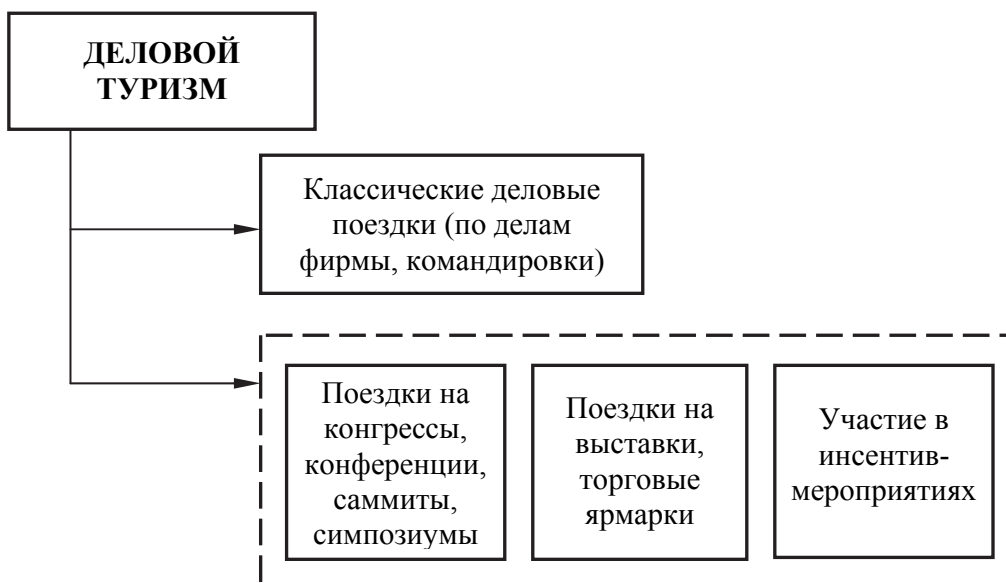 ДЕЛОВОЙ
ТУРИЗМ
Классические деловые
поездки (по делам
фирмы, командировки)
Поездки на
конгрессы,
конференции,
саммиты,
симпозиумы
Поездки на
выставки,
торговые
ярмарки
Участие в
инсентив-
мероприятиях